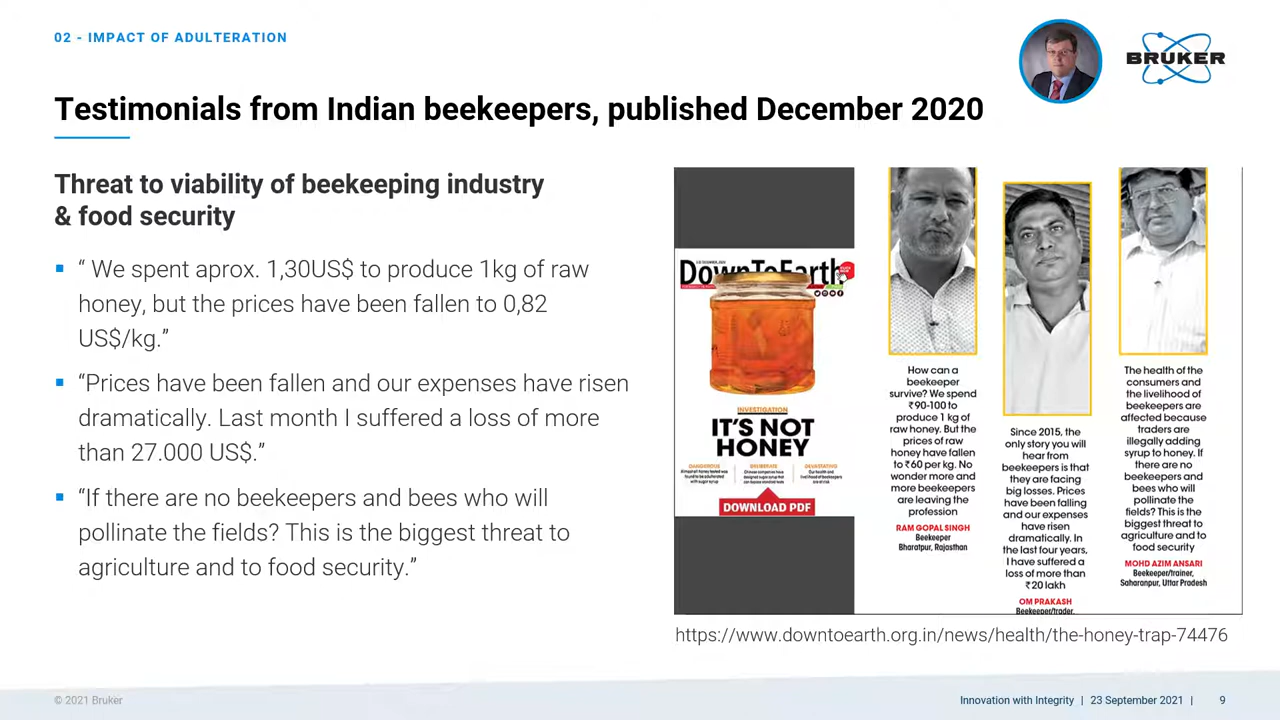 02 - IMPACT OF ADULTERATION
BRUKER
Testimonials from Indian beekeepers, published December 2020
Threat to viability of beekeeping industry
& food security
“ We spent aprox. 1,30US$ to produce 1kg of raw
honey, but the prices have been fallen to 0,82
US$/kg.”
“Prices have been fallen and our expenses have risen
dramatically. Last month I suffered a loss of more
than 27.000 US$.”
“If there are no beekeepers and bees who will
pollinate the fields? This is the biggest threat to
agriculture and to food security.”
DownToEarth
INVESTIGATION
IT'S NOT
HONEY
DANGEROUS
DELIBERATE
DEVASTATING
DOWNLOAD PDF
How can a
beekeeper
survive? We spend
₹90-100 to
produce 1 kg of
raw honey. But the
prices of raw
honey have fallen
to ₹60 per kg. No
wonder more and
more beekeepers
are leaving the
profession
RAM GOPAL SINGH
Beekeeper
Bharatpur, Rajasthan
Since 2015, the
only story you will
hear from
beekeepers is that
they are facing
big losses. Prices
have been falling
and our expenses
have risen
dramatically. In
the last four years,
I have suffered a
loss of more than
₹20 lakh
OM PRAKASH
Beekeeper/trader,
The health of the
consumers and
the livelihood of
beekeepers are
affected because
traders are
illegally adding
syrup to honey. If
there are no
beekeepers and
bees who will
pollinate the
fields? This is the
biggest threat to
agriculture and to
food security
MOHD AZIM ANSARI
Beekeeper/trainer,
Saharanpur, Uttar Pradesh
https://www.downtoearth.org.in/news/health/the-honey-trap-74476
© 2021 Bruker
Innovation with Integrity | 23 September 2021 | 9